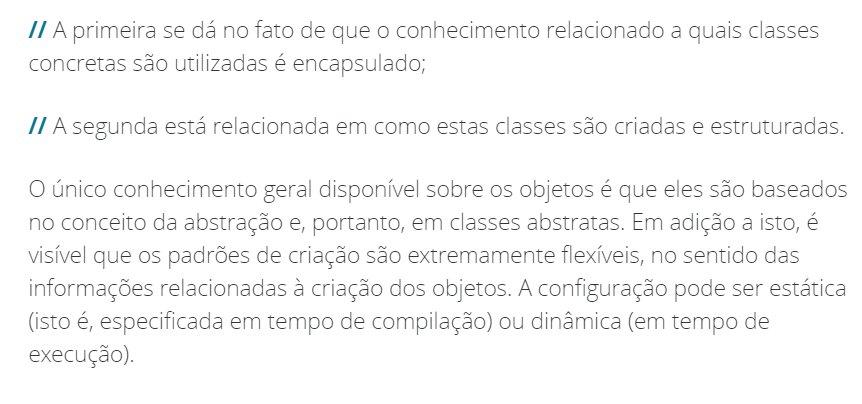 // A primeira se dá no fato de que o conhecimento relacionado a quais classes
concretas são utilizadas é encapsulado;
// A segunda está relacionada em como estas classes são criadas e estruturadas.
O único conhecimento geral disponível sobre os objetos é que eles são baseados
no conceito da abstração e, portanto, em classes abstratas. Em adição a isto, é
visível que os padrões de criação são extremamente flexíveis, no sentido das
informações relacionadas à criação dos objetos. A configuração pode ser estática
(isto é, especificada em tempo de compilação) ou dinâmica (em tempo de
execução).